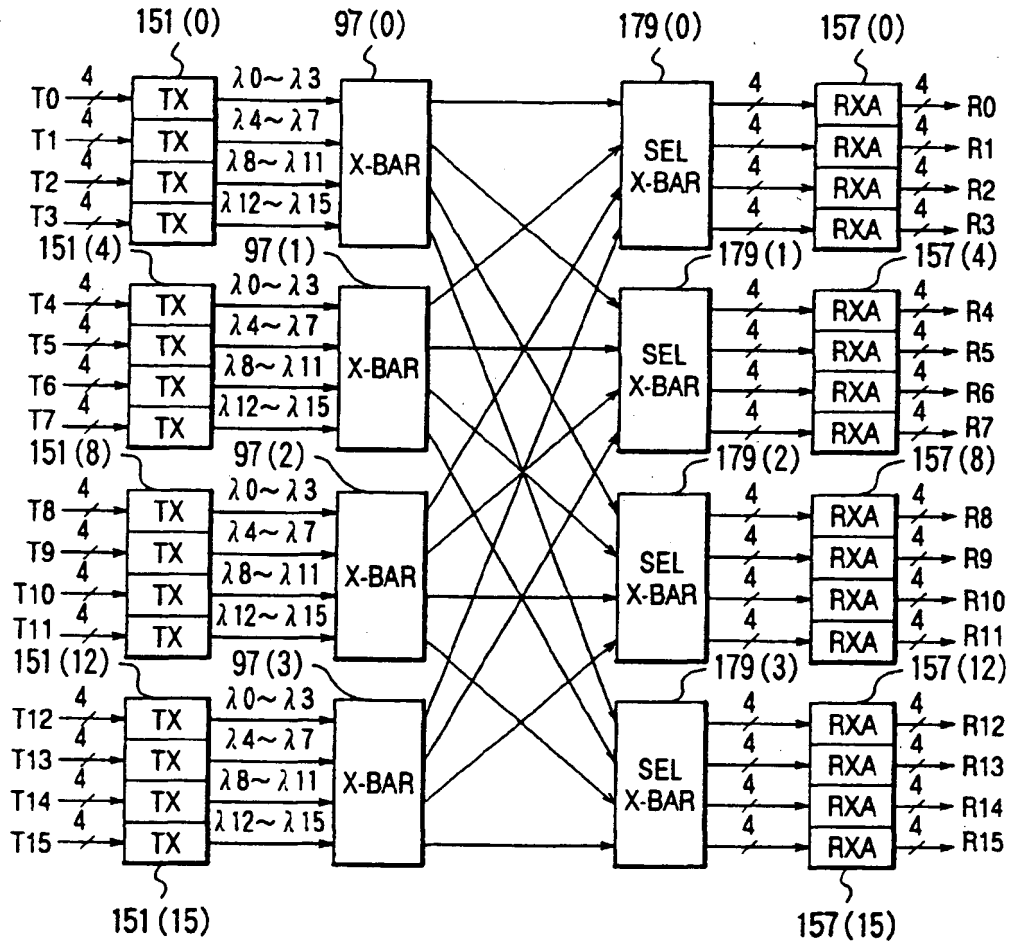 151(0) 97(0) 179(0) 157(0)
4 λ0~λ3 4 4
T0 TX RXA R0
4 λ4~λ7 4 4
T1 TX RXA R1
4 λ8~λ11 X-BAR SEL X-BAR 4 4
T2 TX RXA R2
4 λ12~λ15 4 4
T3 TX RXA R3
151(4) 97(1) 179(1) 157(4)
4 λ0~λ3 4 4
T4 TX RXA R4
4 λ4~λ7 4 4
T5 TX RXA R5
4 λ8~λ11 X-BAR SEL X-BAR 4 4
T6 TX RXA R6
4 λ12~λ15 4 4
T7 TX RXA R7
151(8) 97(2) 179(2) 157(8)
4 λ0~λ3 4 4
T8 TX RXA R8
4 λ4~λ7 4 4
T9 TX RXA R9
4 λ8~λ11 X-BAR SEL X-BAR 4 4
T10 TX RXA R10
4 λ12~λ15 4 4
T11 TX RXA R11
151(12) 97(3) 179(3) 157(12)
4 λ0~λ3 4 4
T12 TX RXA R12
4 λ4~λ7 4 4
T13 TX RXA R13
4 λ8~λ11 X-BAR SEL X-BAR 4 4
T14 TX RXA R14
4 λ12~λ15 4 4
T15 TX RXA R15
151(15) 157(15)